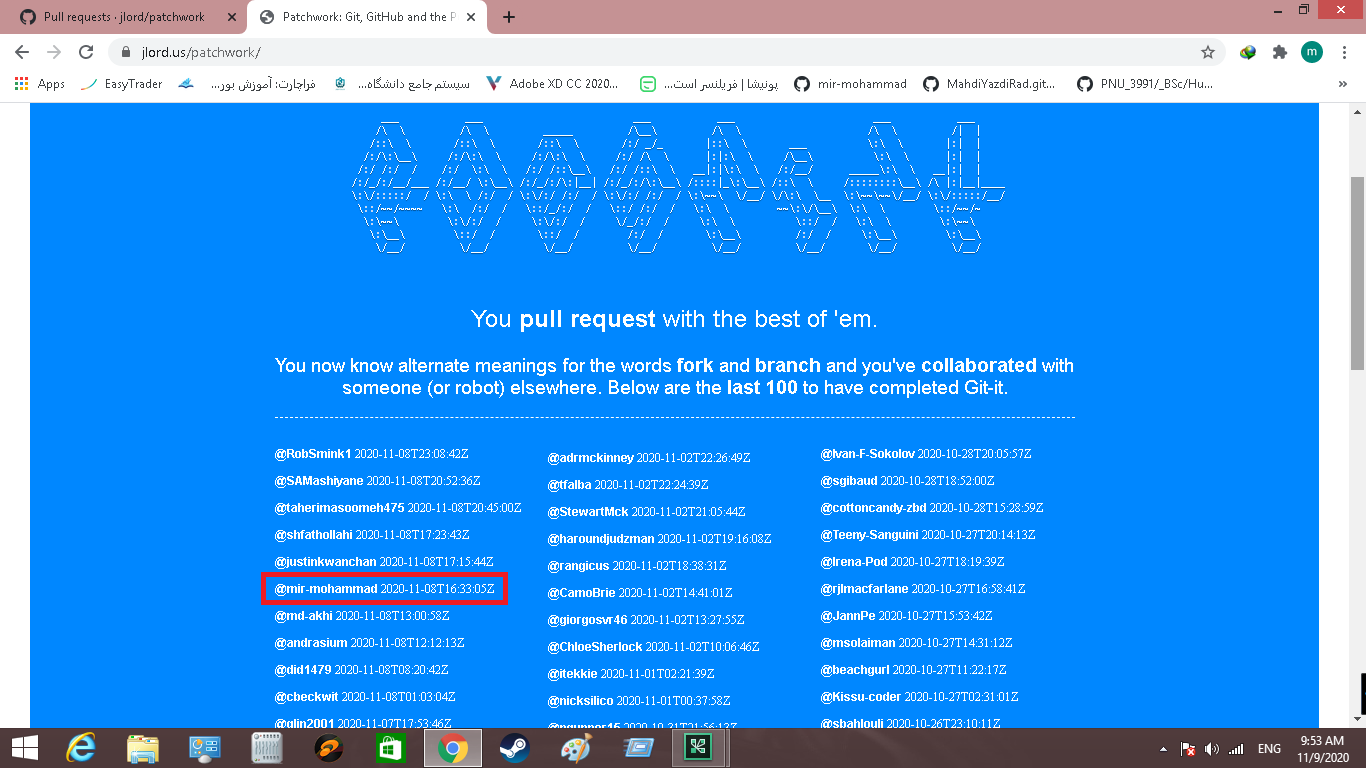 Pull requests · jlord/patchwork
Patchwork: Git, GitHub and the P
jlord.us/patchwork/
m
Apps
EasyTrader
فراچارت: آموزش بور...
سیستم جامع دانشگاه...
Adobe XD CC 2020...
پونیشا | فریلنسر است...
mir-mohammad
MahdiYazdiRad.git...
PNU_3991/_BSc/Hu...
»
You pull request with the best of 'em.
You now know alternate meanings for the words fork and branch and you've collaborated with
someone (or robot) elsewhere. Below are the last 100 to have completed Git-it.
@RobSmink1 2020-11-08T23:08:42Z
@SAMashiyane 2020-11-08T20:52:36Z
@taherimasoomeh475 2020-11-08T20:45:00Z
@shfathollahi 2020-11-08T17:23:43Z
@justinkwanchan 2020-11-08T17:15:44Z
@mir-mohammad 2020-11-08T16:33:05Z
@md-akhi 2020-11-08T13:00:58Z
@andrasium 2020-11-08T12:12:13Z
@did1479 2020-11-08T08:20:42Z
@cbeckwit 2020-11-08T01:03:04Z
@glin2001 2020-11-07T17:53:46Z
@adrmckinney 2020-11-02T22:26:49Z
@tfalba 2020-11-02T22:24:39Z
@StewartMck 2020-11-02T21:05:44Z
@haroundjudzman 2020-11-02T19:16:08Z
@rangicus 2020-11-02T18:38:31Z
@CamoBrie 2020-11-02T14:41:01Z
@giorgosvr46 2020-11-02T13:27:55Z
@ChloeSherlock 2020-11-02T10:06:46Z
@itekkie 2020-11-01T02:21:39Z
@nicksilico 2020-11-01T00:37:58Z
2020-10-31T21:56:13Z
@Ivan-F-Sokolov 2020-10-28T20:05:57Z
@sgibaud 2020-10-28T18:52:00Z
@cottoncandy-zbd 2020-10-28T15:28:59Z
@Teeny-Sanguini 2020-10-27T20:14:13Z
@Irena-Pod 2020-10-27T18:19:39Z
@rjlmacfarlane 2020-10-27T16:58:41Z
@JannPe 2020-10-27T15:53:42Z
@msolaiman 2020-10-27T14:31:12Z
@beachgurl 2020-10-27T11:22:17Z
@Kissu-coder 2020-10-27T02:31:01Z
@sbahlouli 2020-10-26T23:10:11Z
ENG
9:53 AM
11/9/2020